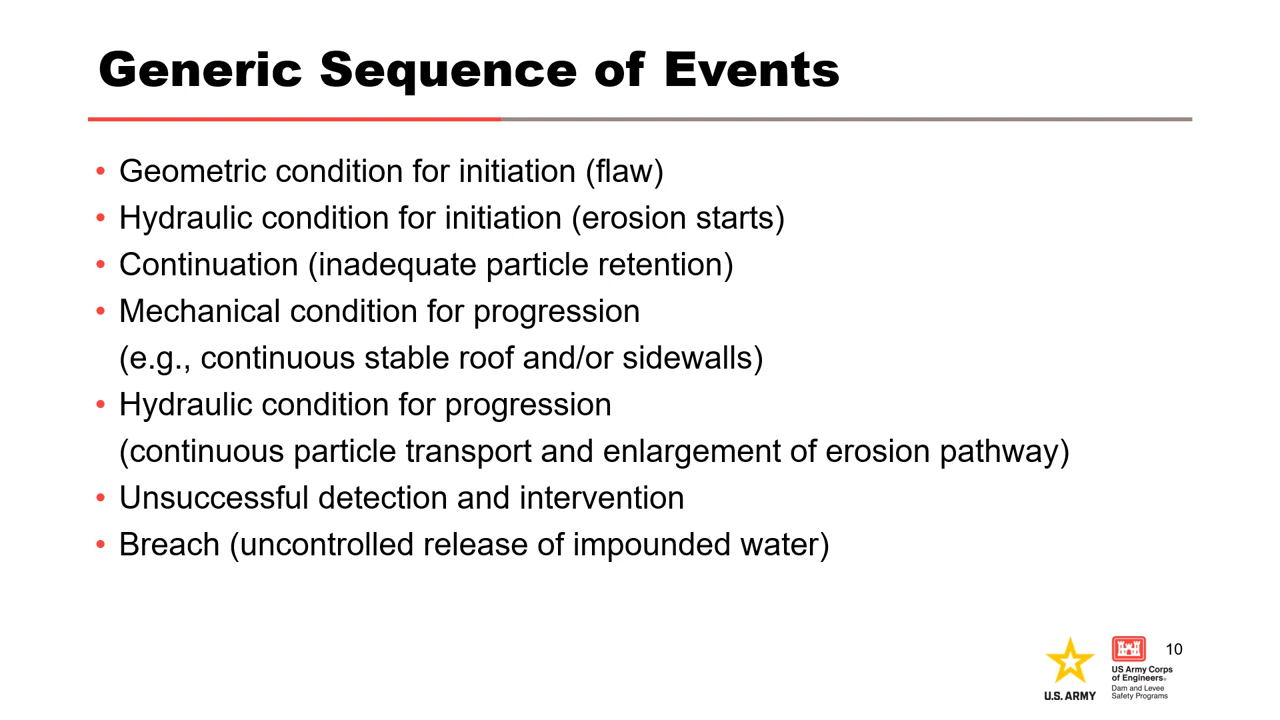 Generic Sequence of Events
• Geometric condition for initiation (flaw)
• Hydraulic condition for initiation (erosion starts)
• Continuation (inadequate particle retention)
• Mechanical condition for progression
(e.g., continuous stable roof and/or sidewalls)
• Hydraulic condition for progression
(continuous particle transport and enlargement of erosion pathway)
• Unsuccessful detection and intervention
• Breach (uncontrolled release of impounded water)
U.S. ARMY
US Army Corps
of Engineers®
Dam and Levee
Safety Programs
10